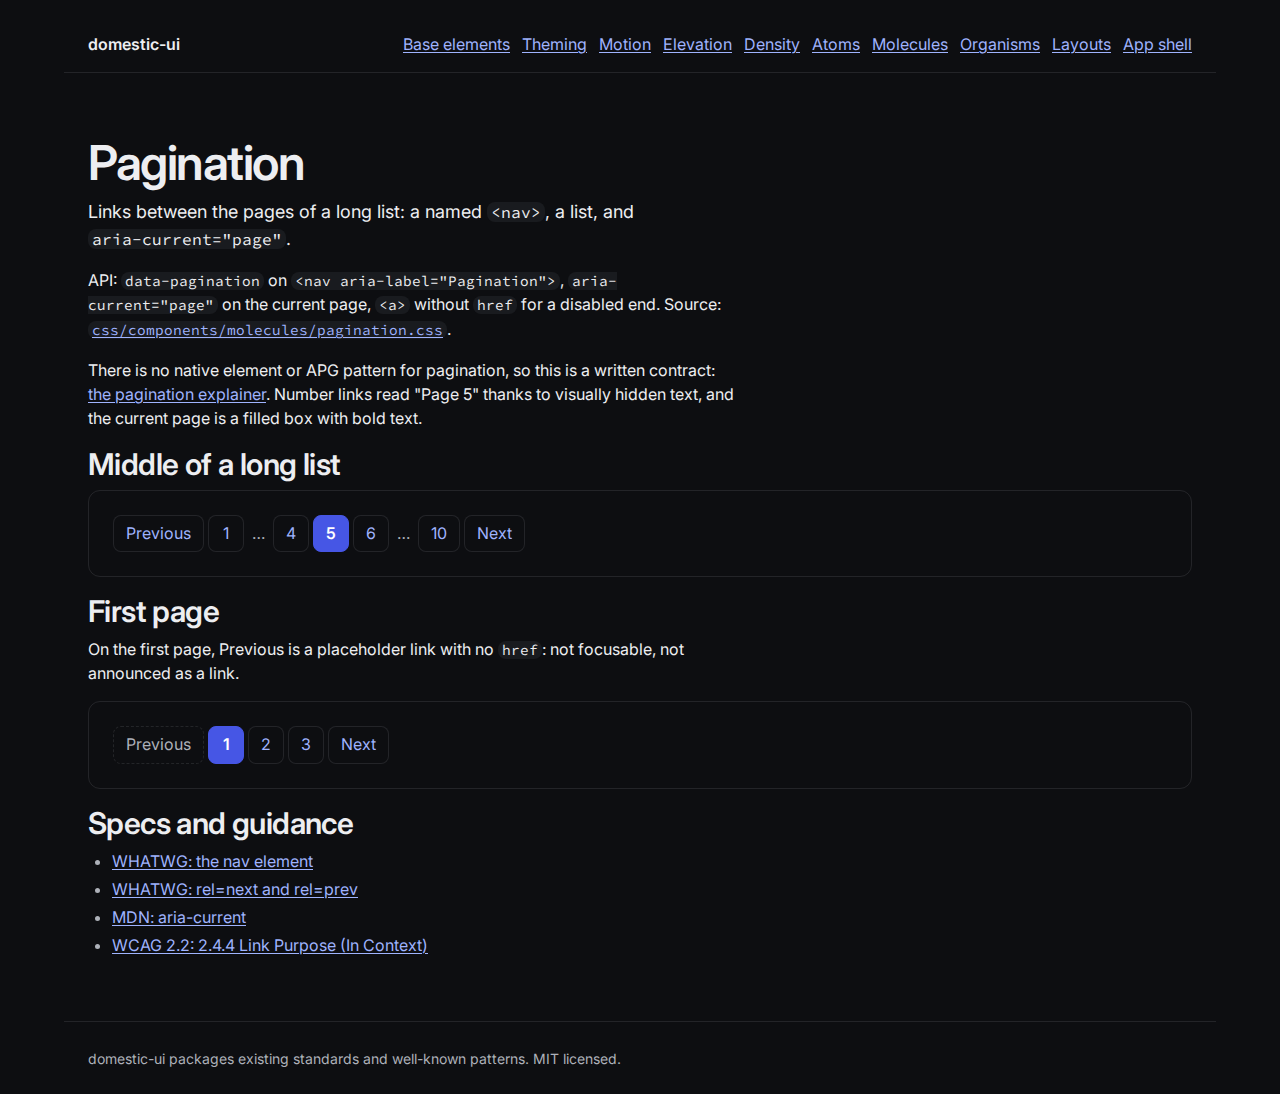 domestic-ui
Base elements Theming Motion Elevation Density Atoms Molecules Organisms Layouts App shell
Pagination
Links between the pages of a long list: a named <nav>, a list, and
aria-current="page".
API: data-pagination on <nav aria-label="Pagination">, aria-
current="page" on the current page, <a> without href for a disabled end. Source:
css/components/molecules/pagination.css.
There is no native element or APG pattern for pagination, so this is a written contract:
the pagination explainer. Number links read "Page 5" thanks to visually hidden text, and
the current page is a filled box with bold text.
Middle of a long list
Previous 1 … 4 5 6 … 10 Next
First page
On the first page, Previous is a placeholder link with no href: not focusable, not
announced as a link.
Previous 1 2 3 Next
Specs and guidance
WHATWG: the nav element
WHATWG: rel=next and rel=prev
MDN: aria-current
WCAG 2.2: 2.4.4 Link Purpose (In Context)
domestic-ui packages existing standards and well-known patterns. MIT licensed.